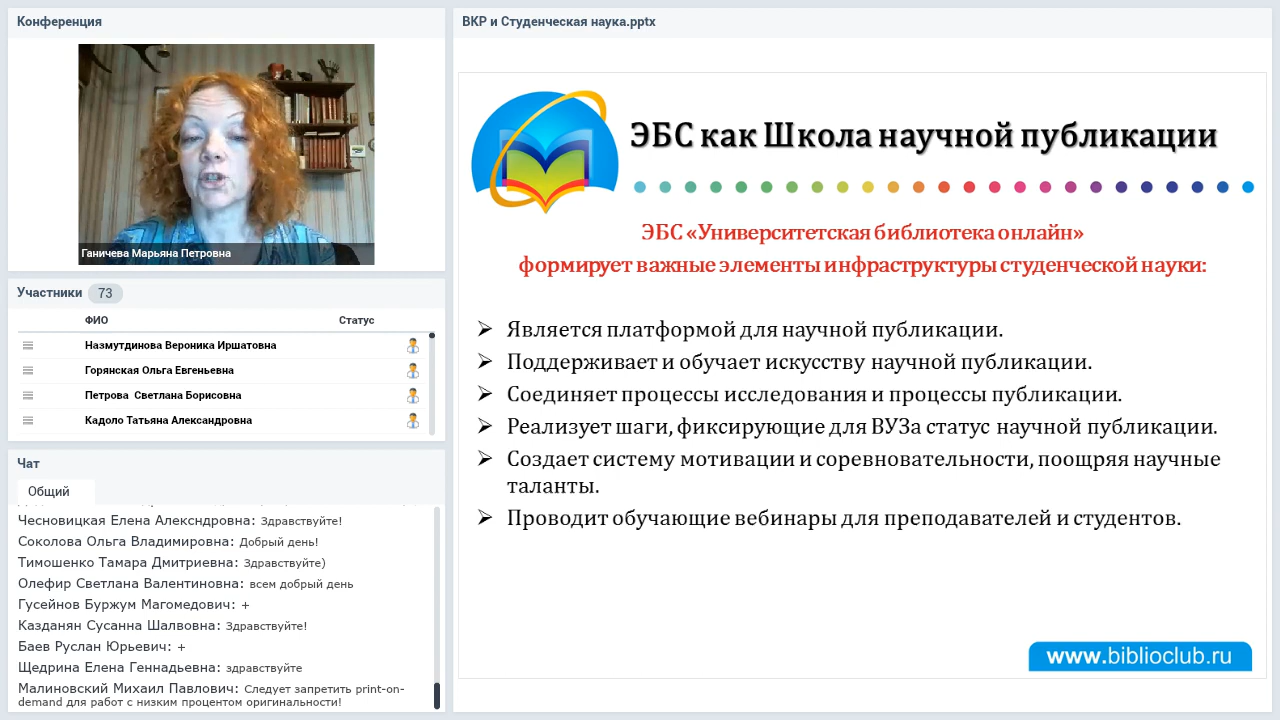 Конференция
Ганичева Марьяна Петровна
Участники 73
ФИО Статус
Назмутдинова Вероника Иршатовна
Горянская Ольга Евгеньевна
Петрова Светлана Борисовна
Кадоло Татьяна Александровна
Чат
Общий
Чесновицкая Елена Алексндровна: Здравствуйте!
Соколова Ольга Владимировна: Добрый день!
Тимошенко Тамара Дмитриевна: Здравствуйте)
Олефир Светлана Валентиновна: всем добрый день
Гусейнов Буржум Магомедович: +
Казданян Сусанна Шалвовна: Здравствуйте!
Баев Руслан Юрьевич: +
Щедрина Елена Геннадьевна: здравствуйте
Малиновский Михаил Павлович: Следует запретить print-on-
demand для работ с низким процентом оригинальности!
ВКР и Студенческая наука.pptx
ЭБС как Школа научной публикации
ЭБС «Университетская библиотека онлайн»
формирует важные элементы инфраструктуры студенческой науки:
➢ Является платформой для научной публикации.
➢ Поддерживает и обучает искусству научной публикации.
➢ Соединяет процессы исследования и процессы публикации.
➢ Реализует шаги, фиксирующие для ВУЗа статус научной публикации.
➢ Создает систему мотивации и соревновательности, поощряя научные
таланты.
➢ Проводит обучающие вебинары для преподавателей и студентов.
www.biblioclub.ru